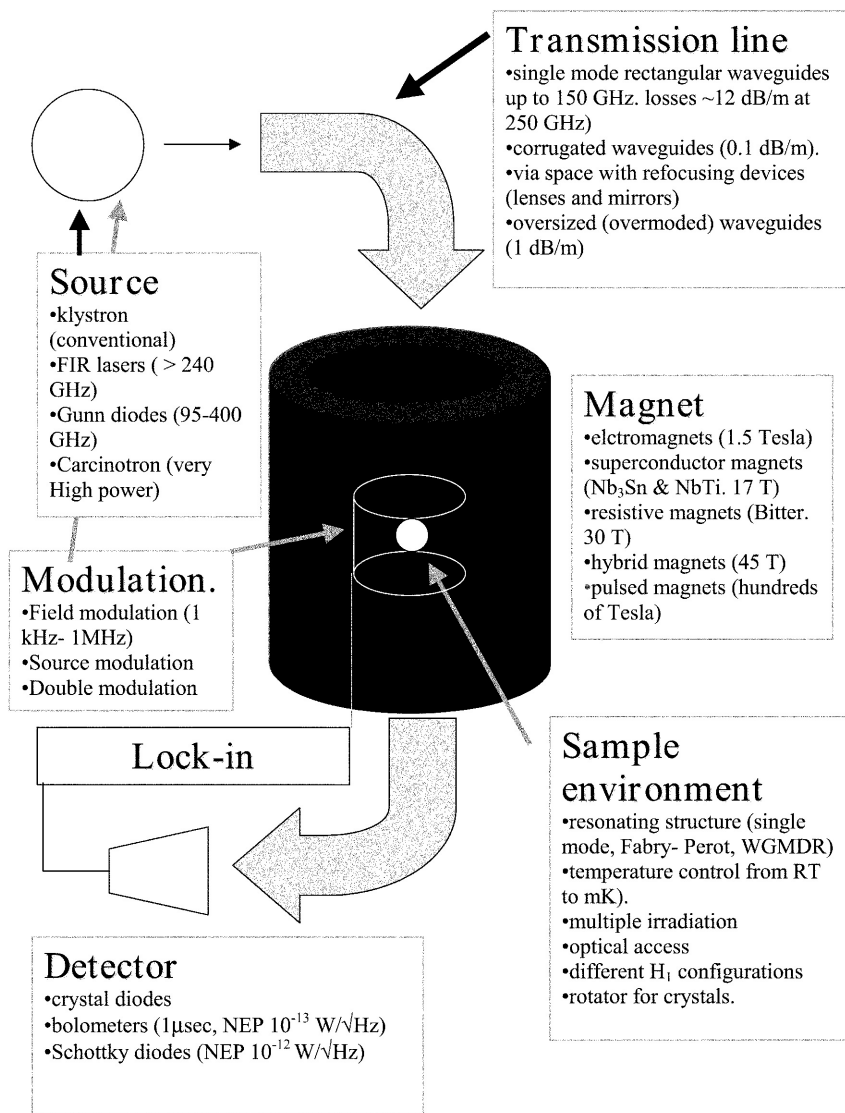 Transmission line
•single mode rectangular waveguides
up to 150 GHz. losses ~12 dB/m at
250 GHz)
•corrugated waveguides (0.1 dB/m).
•via space with refocusing devices
(lenses and mirrors)
•oversized (overmoded) waveguides
(1 dB/m)
Source
•klystron
(conventional)
•FIR lasers ( > 240
GHz)
•Gunn diodes (95-400
GHz)
•Carcinotron (very
High power)
Magnet
•elctromagnets (1.5 Tesla)
•superconductor magnets
(Nb₃Sn & NbTi. 17 T)
•resistive magnets (Bitter.
30 T)
•hybrid magnets (45 T)
•pulsed magnets (hundreds
of Tesla)
Modulation.
•Field modulation (1
kHz- 1MHz)
•Source modulation
•Double modulation
Lock-in
Sample
environment
•resonating structure (single
mode, Fabry- Perot, WGMDR)
•temperature control from RT
to mK).
•multiple irradiation
•optical access
•different H₁ configurations
•rotator for crystals.
Detector
•crystal diodes
•bolometers (1μsec, NEP 10⁻¹³ W/√Hz)
•Schottky diodes (NEP 10⁻¹² W/√Hz)